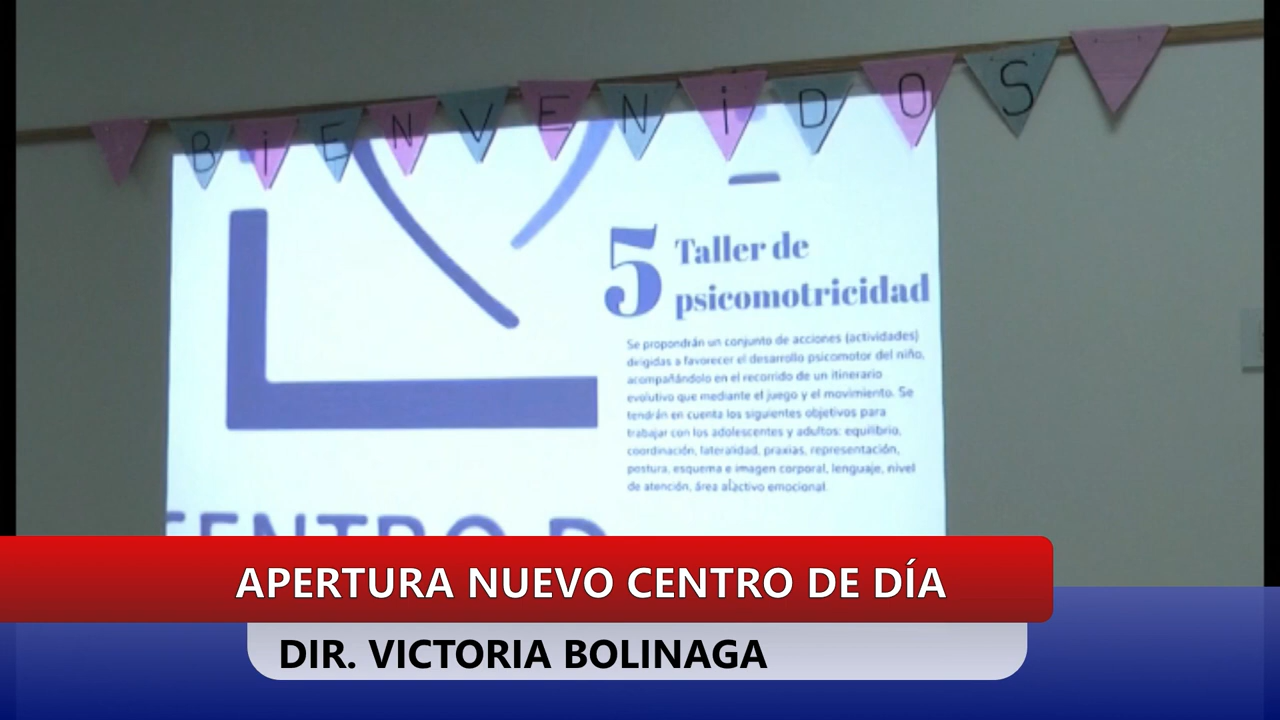 BiENVENiDOS
5 Taller de
psicomotricidad
Se propondrán un conjunto de acciones (actividades)
dirigidas a favorecer el desarrollo psicomotor del niño,
acompañándolo en el recorrido de un itinerario
evolutivo que mediante el juego y el movimiento. Se
tendrán en cuenta los siguientes objetivos para
trabajar con los adolescentes y adultos: equilibrio,
coordinación, lateralidad, praxias, representación,
postura, esquema e imagen corporal, lenguaje, nivel
de atención, área afectivo emocional.
CENTRO D
APERTURA NUEVO CENTRO DE DÍA
DIR. VICTORIA BOLINAGA